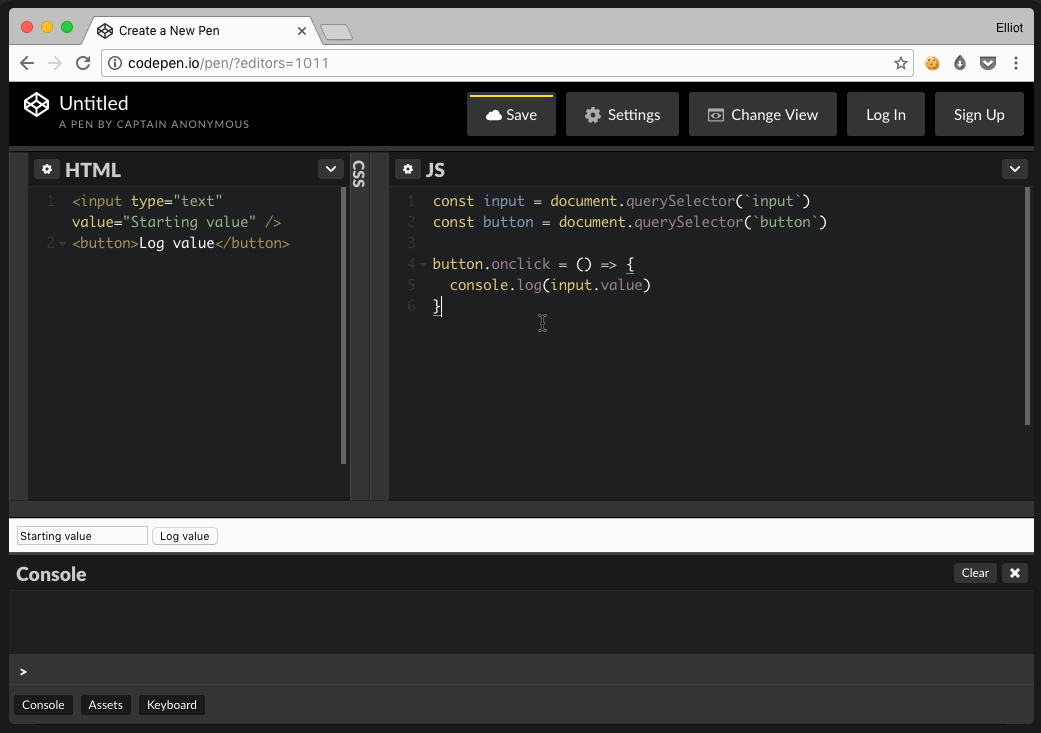 Create a New Pen
Elliot
codepen.io/pen/?editors=1011
Untitled
A PEN BY CAPTAIN ANONYMOUS
Save
Settings
Change View
Log In
Sign Up
HTML
1 <input type="text"
value="Starting value" />
2 <button>Log value</button>
CSS
JS
1 const input = document.querySelector(`input`)
2 const button = document.querySelector(`button`)
3
4 button.onclick = () => {
5 console.log(input.value)
6 }
Starting value
Log value
Console
Clear
>
Console
Assets
Keyboard